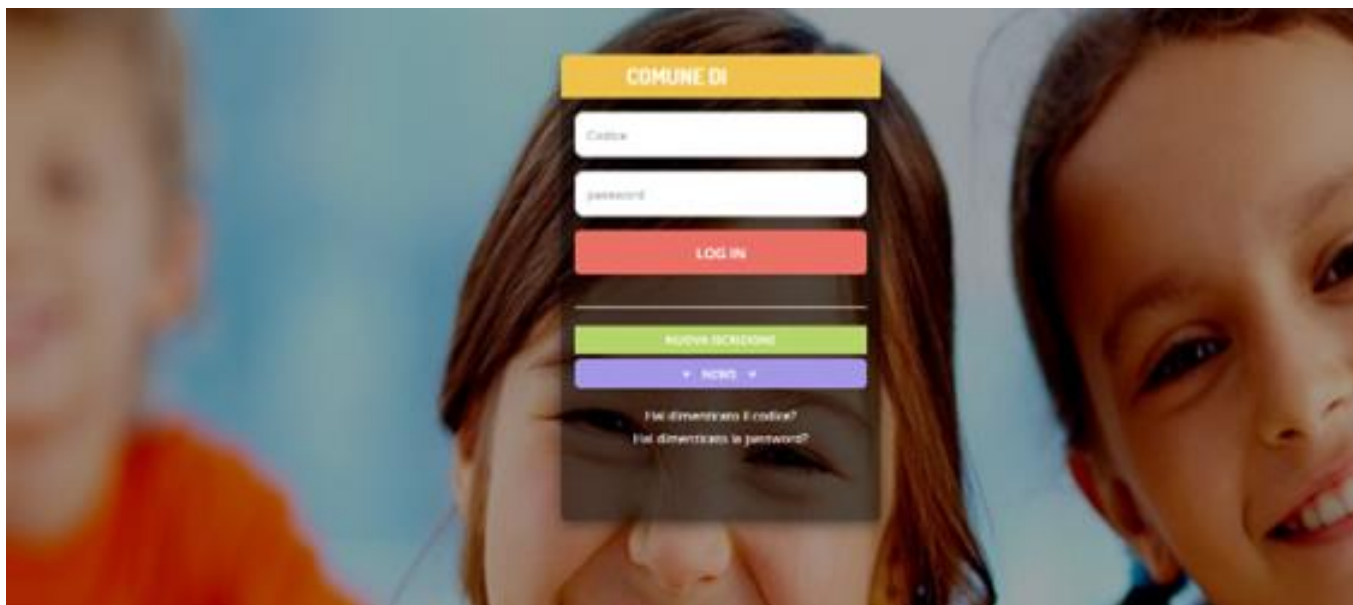 COMUNE DI
Codice
password
LOG IN
NUOVA ISCRIZIONE
NEWS
Hai dimenticato il codice?
Hai dimenticato la password?